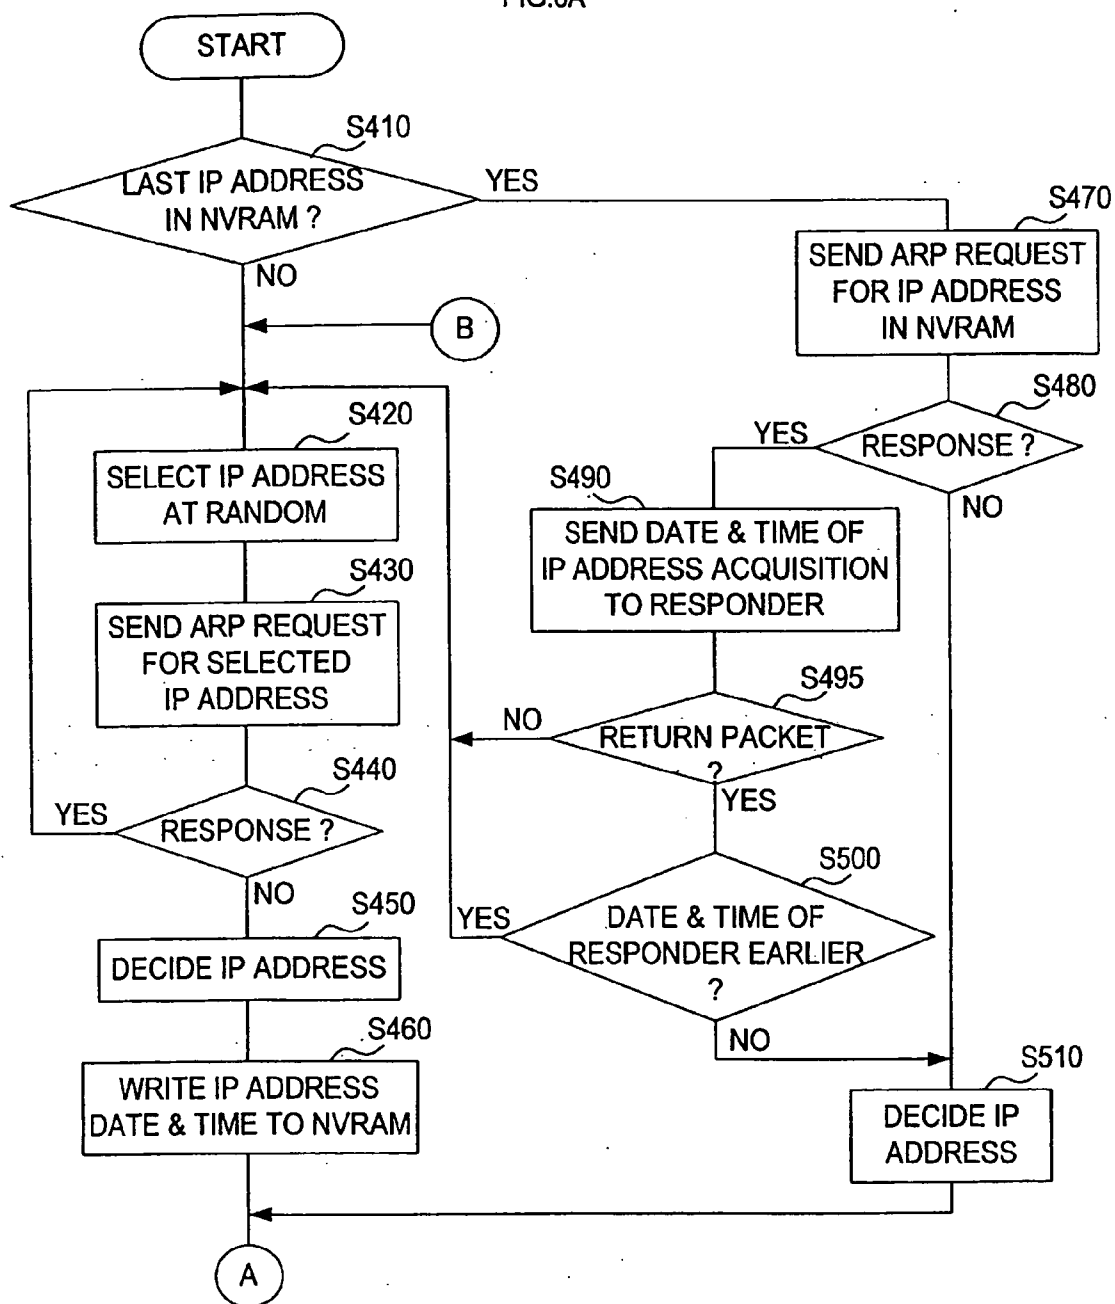 FIG.6A
START
S410
LAST IP ADDRESS
IN NVRAM ?
YES
NO
B
S470
SEND ARP REQUEST
FOR IP ADDRESS
IN NVRAM
S480
RESPONSE ?
YES
NO
S420
SELECT IP ADDRESS
AT RANDOM
S430
SEND ARP REQUEST
FOR SELECTED
IP ADDRESS
S440
RESPONSE ?
YES
NO
S450
DECIDE IP ADDRESS
S460
WRITE IP ADDRESS
DATE & TIME TO NVRAM
S490
SEND DATE & TIME OF
IP ADDRESS ACQUISITION
TO RESPONDER
S495
RETURN PACKET
?
NO
YES
S500
DATE & TIME OF
RESPONDER EARLIER
?
YES
NO
S510
DECIDE IP
ADDRESS
A